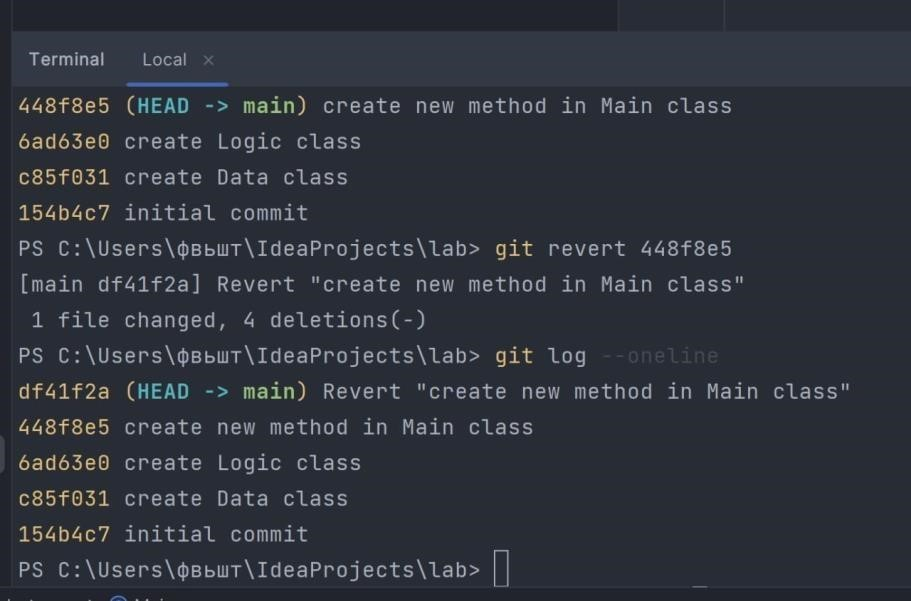 Terminal Local ×
448f8e5 (HEAD -> main) create new method in Main class
6ad63e0 create Logic class
c85f031 create Data class
154b4c7 initial commit
PS C:\Users\фвьшт\IdeaProjects\lab> git revert 448f8e5
[main df41f2a] Revert "create new method in Main class"
 1 file changed, 4 deletions(-)
PS C:\Users\фвьшт\IdeaProjects\lab> git log --oneline
df41f2a (HEAD -> main) Revert "create new method in Main class"
448f8e5 create new method in Main class
6ad63e0 create Logic class
c85f031 create Data class
154b4c7 initial commit
PS C:\Users\фвьшт\IdeaProjects\lab>